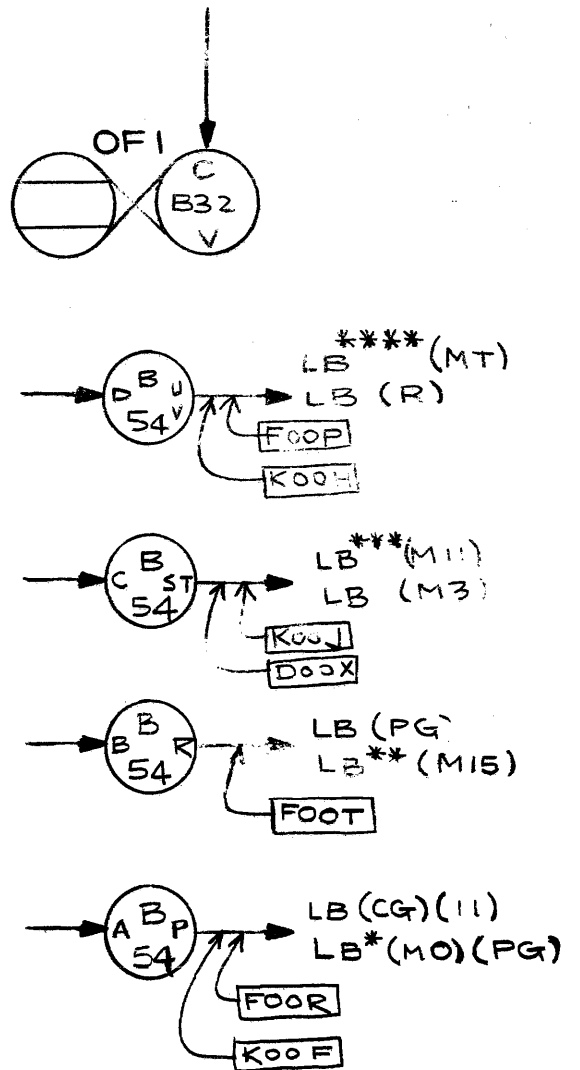 OF1
C
B32
V
LB****(MT)
D B U
V
54
LB (R)
FOOP
KOOH
LB***(M11)
C B ST
54
LB (M3)
KOOJ
DOOX
LB (PG)
B B R
54
LB**(M15)
FOOT
LB(CG)(11)
A B P
54
LB*(MO)(PG)
FOOR
KOOF